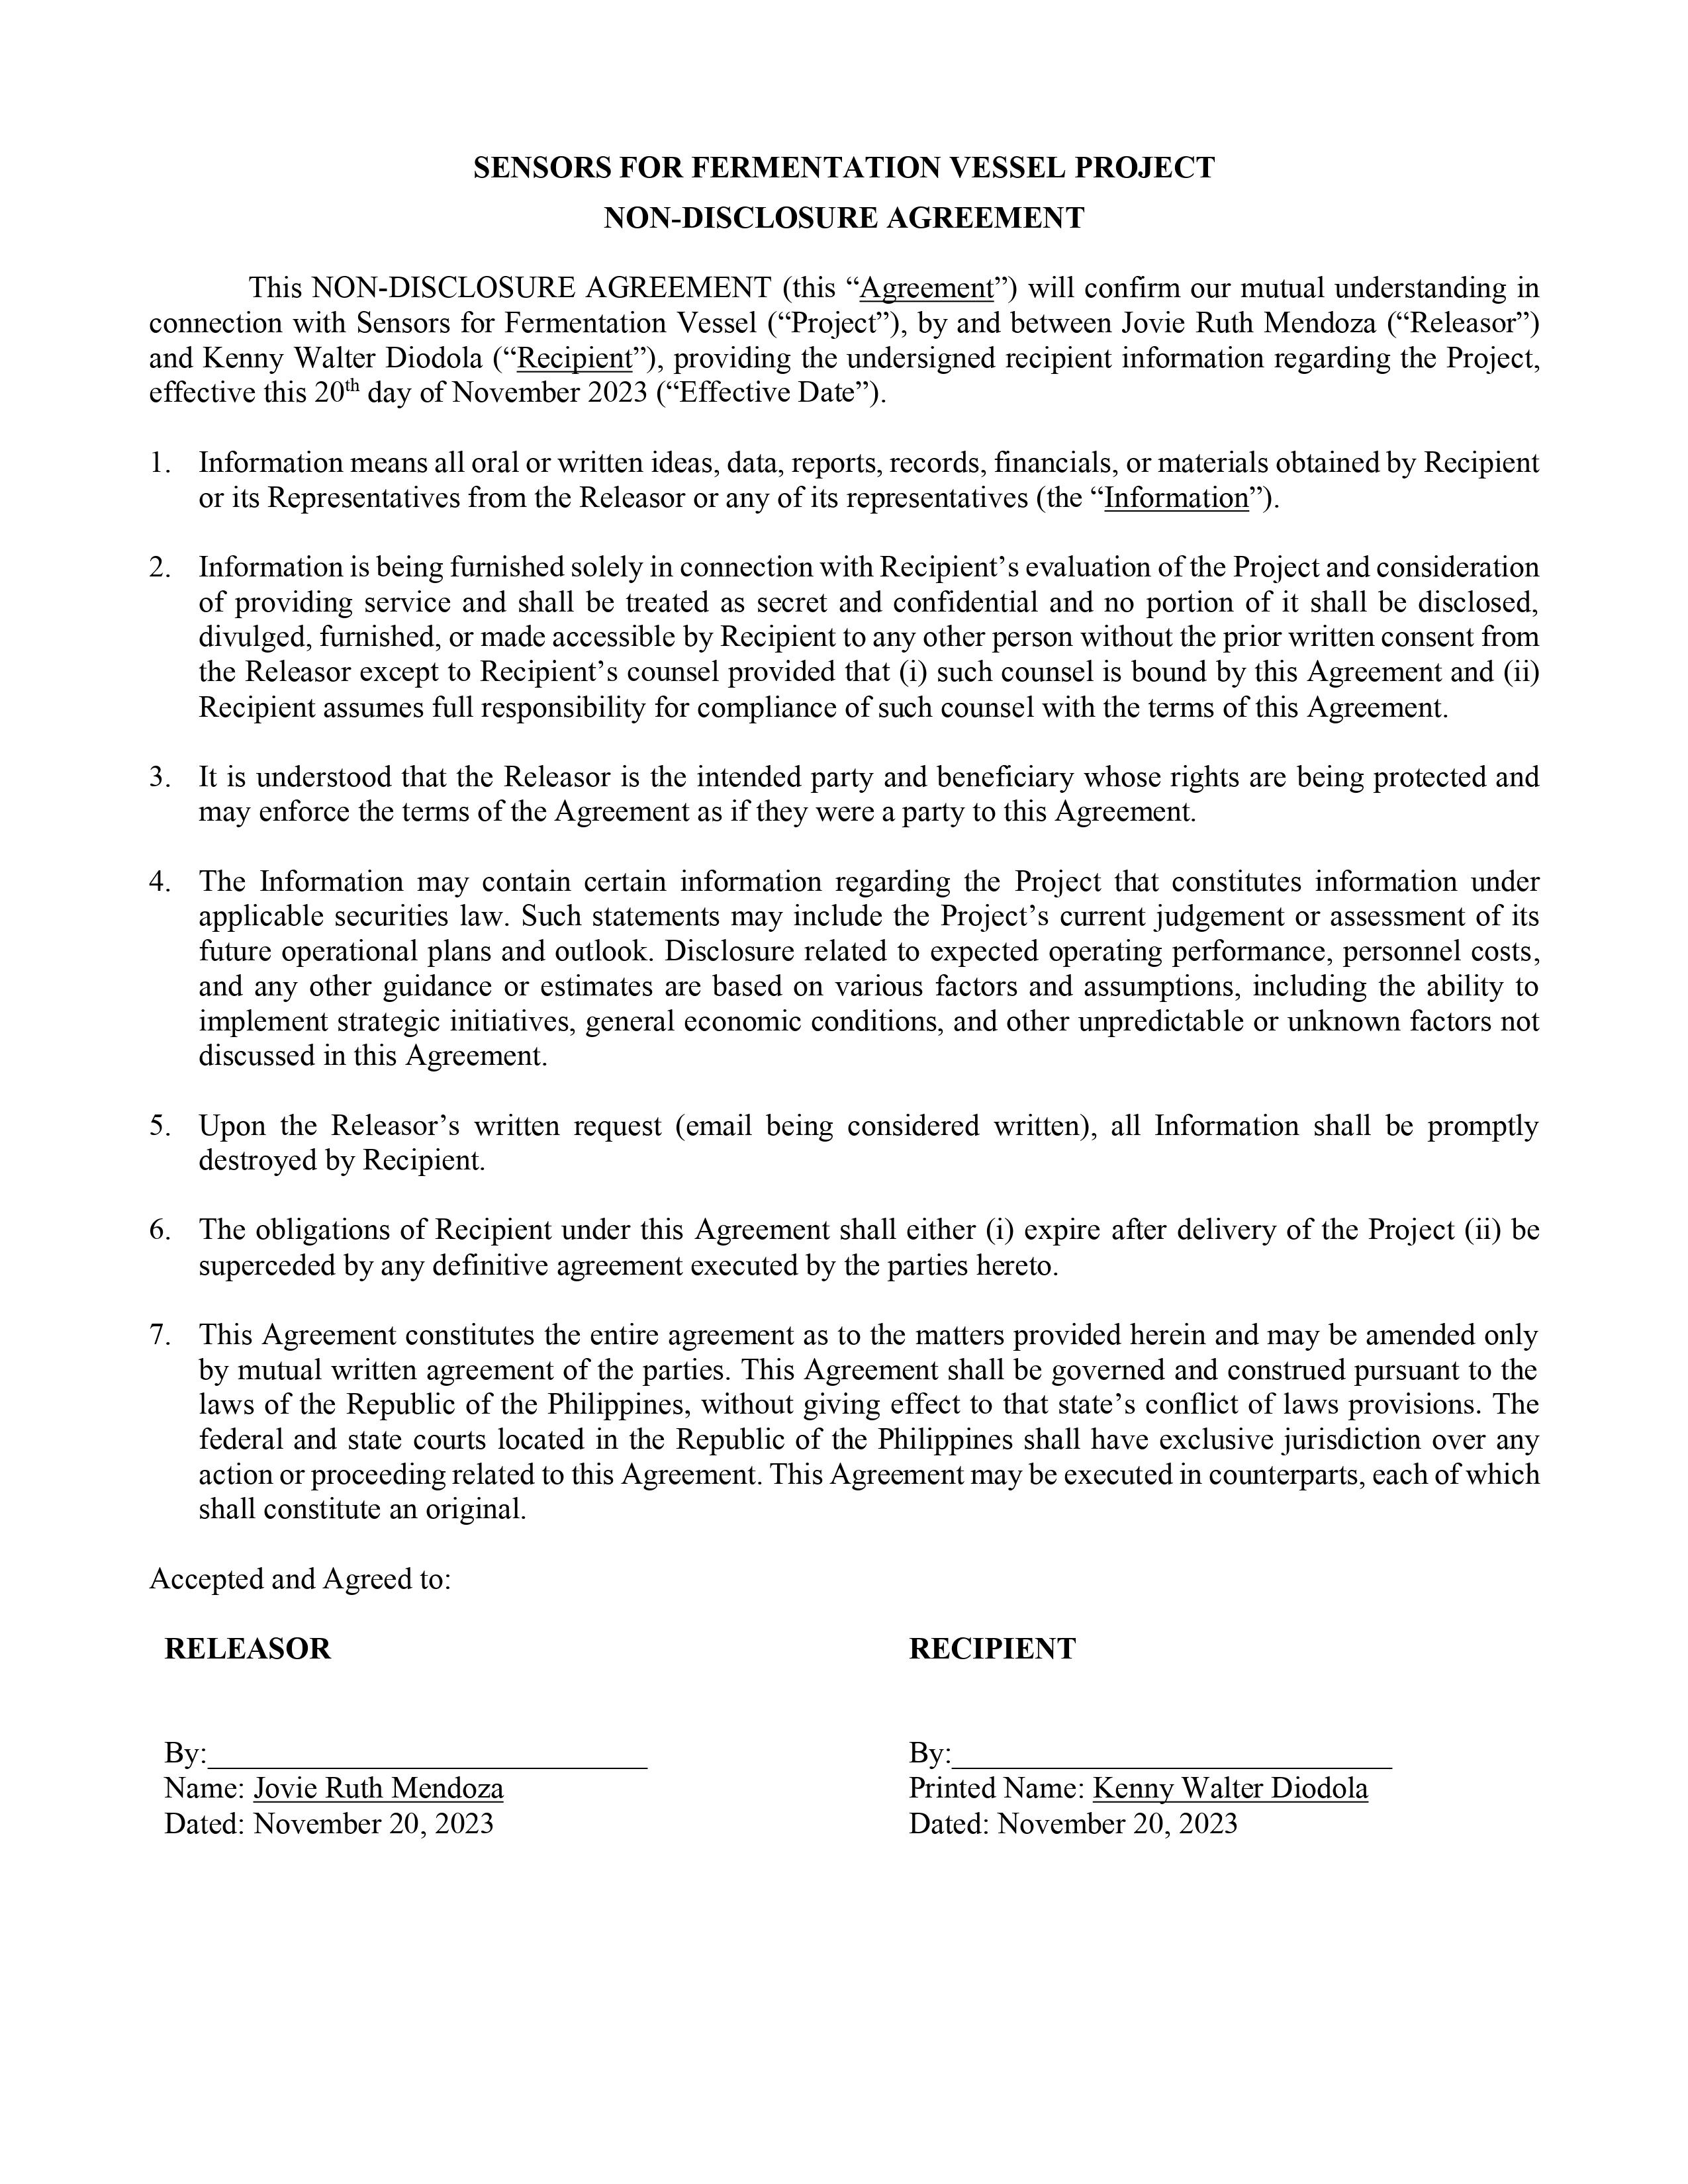 SENSORS FOR FERMENTATION VESSEL PROJECT
NON-DISCLOSURE AGREEMENT
This NON-DISCLOSURE AGREEMENT (this “Agreement”) will confirm our mutual understanding in
connection with Sensors for Fermentation Vessel (“Project”), by and between Jovie Ruth Mendoza (“Releasor”)
and Kenny Walter Diodola (“Recipient”), providing the undersigned recipient information regarding the Project,
effective this 20th day of November 2023 (“Effective Date”).
1. Information means all oral or written ideas, data, reports, records, financials, or materials obtained by Recipient
or its Representatives from the Releasor or any of its representatives (the “Information”).
2. Information is being furnished solely in connection with Recipient’s evaluation of the Project and consideration
of providing service and shall be treated as secret and confidential and no portion of it shall be disclosed,
divulged, furnished, or made accessible by Recipient to any other person without the prior written consent from
the Releasor except to Recipient’s counsel provided that (i) such counsel is bound by this Agreement and (ii)
Recipient assumes full responsibility for compliance of such counsel with the terms of this Agreement.
3. It is understood that the Releasor is the intended party and beneficiary whose rights are being protected and
may enforce the terms of the Agreement as if they were a party to this Agreement.
4. The Information may contain certain information regarding the Project that constitutes information under
applicable securities law. Such statements may include the Project’s current judgement or assessment of its
future operational plans and outlook. Disclosure related to expected operating performance, personnel costs,
and any other guidance or estimates are based on various factors and assumptions, including the ability to
implement strategic initiatives, general economic conditions, and other unpredictable or unknown factors not
discussed in this Agreement.
5. Upon the Releasor’s written request (email being considered written), all Information shall be promptly
destroyed by Recipient.
6. The obligations of Recipient under this Agreement shall either (i) expire after delivery of the Project (ii) be
superceded by any definitive agreement executed by the parties hereto.
7. This Agreement constitutes the entire agreement as to the matters provided herein and may be amended only
by mutual written agreement of the parties. This Agreement shall be governed and construed pursuant to the
laws of the Republic of the Philippines, without giving effect to that state’s conflict of laws provisions. The
federal and state courts located in the Republic of the Philippines shall have exclusive jurisdiction over any
action or proceeding related to this Agreement. This Agreement may be executed in counterparts, each of which
shall constitute an original.
Accepted and Agreed to:
RELEASOR
By:
Name: Jovie Ruth Mendoza
Dated: November 20, 2023
RECIPIENT
By:
Printed Name: Kenny Walter Diodola
Dated: November 20, 2023